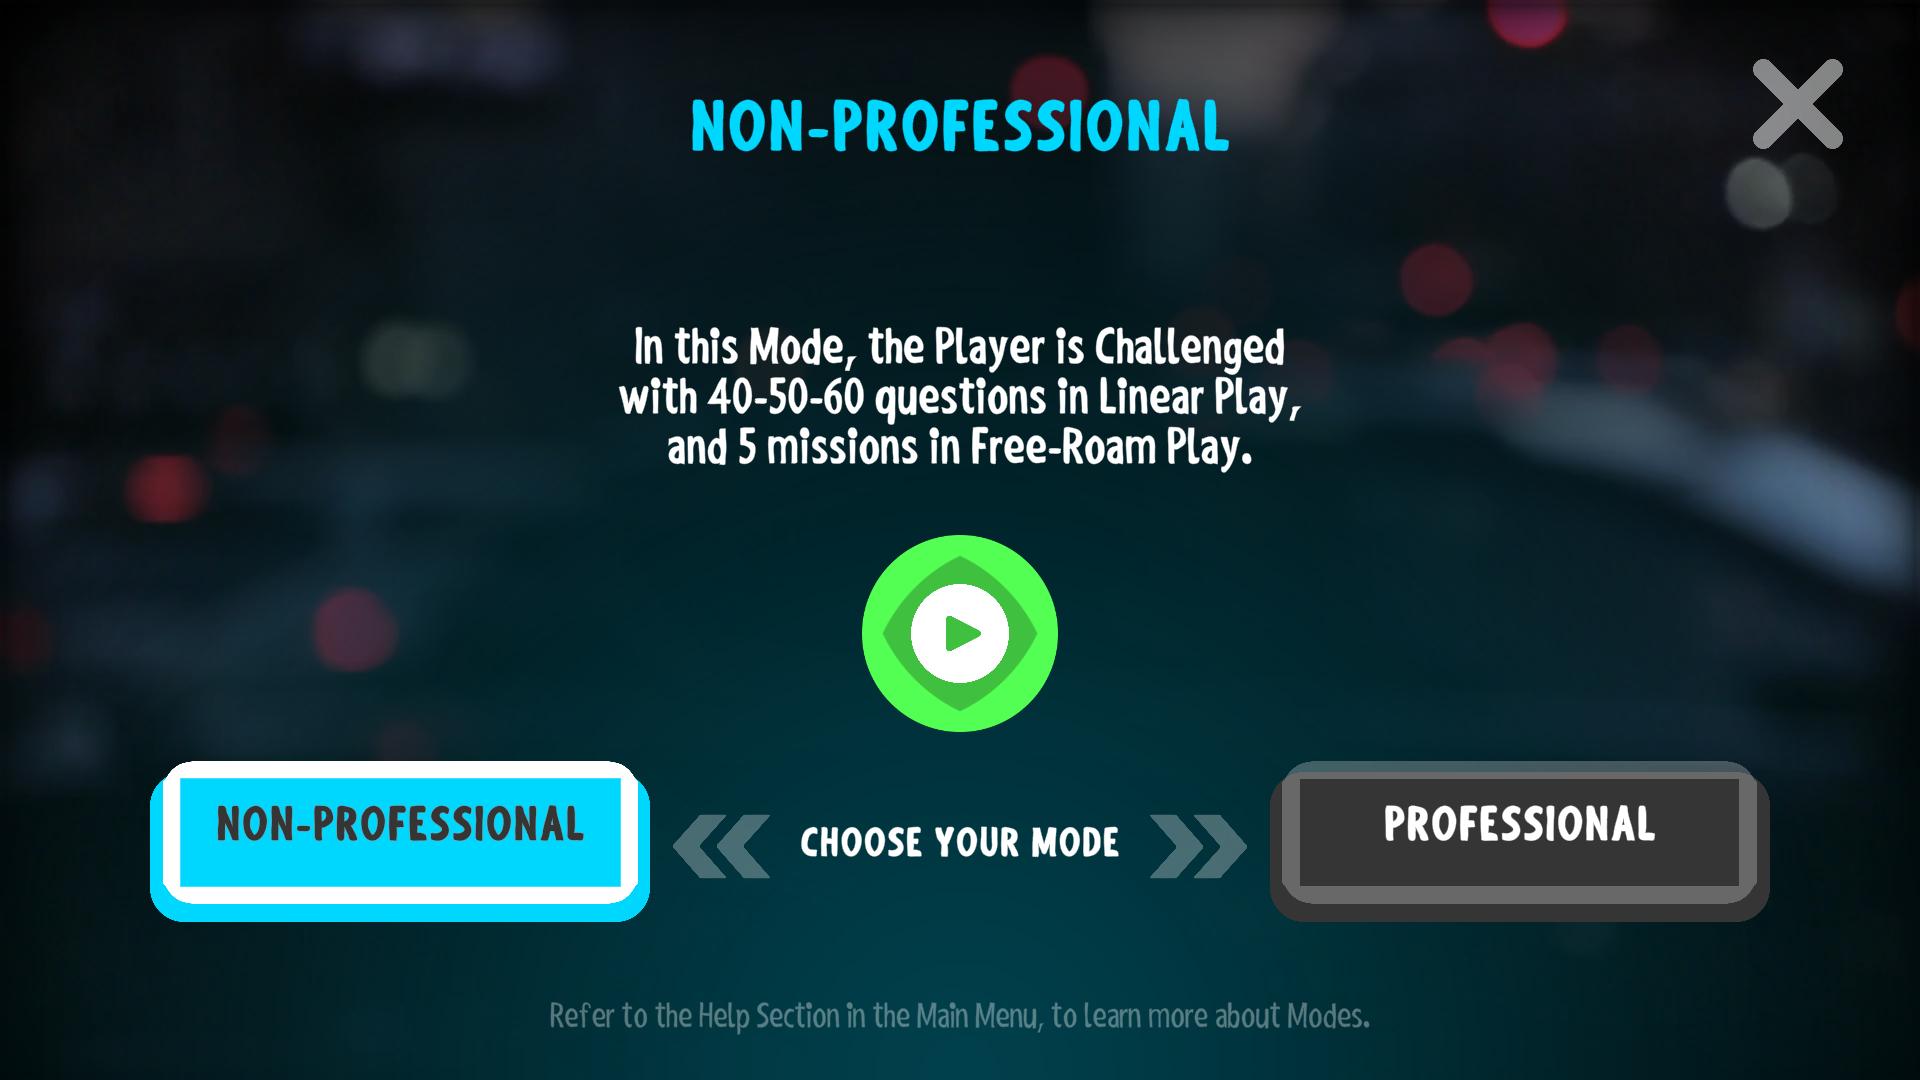 NON-PROFESSIONAL
In this Mode, the Player is Challenged
with 40-50-60 questions in Linear Play,
and 5 missions in Free-Roam Play.
NON-PROFESSIONAL
CHOOSE YOUR MODE
PROFESSIONAL
Refer to the Help Section in the Main Menu, to learn more about Modes.